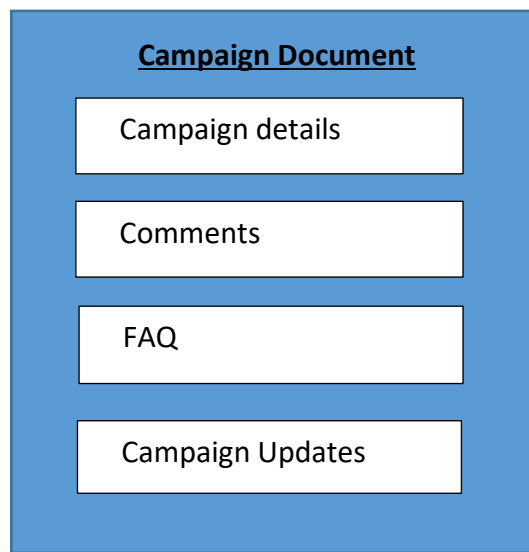 Campaign Document
Campaign details
Comments
FAQ
Campaign Updates